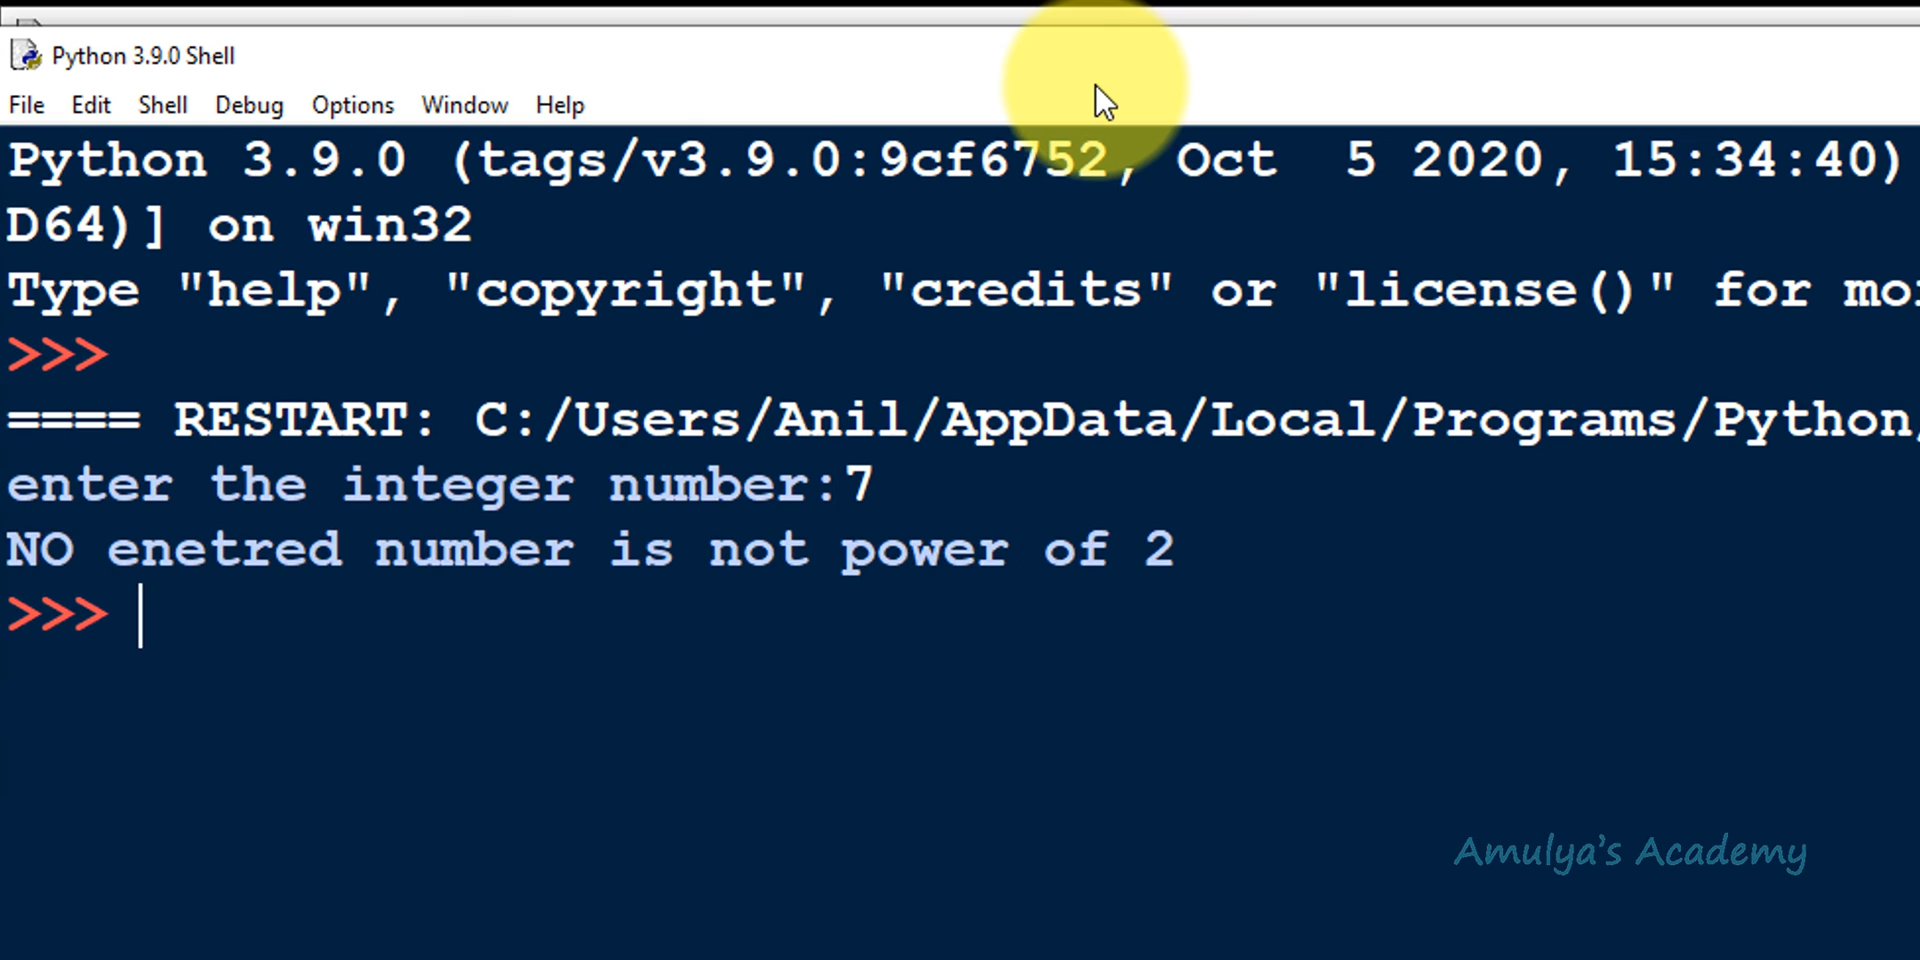 Python 3.9.0 Shell
File Edit Shell Debug Options Window Help
Python 3.9.0 (tags/v3.9.0:9cf6752, Oct  5 2020, 15:34:40)
D64)] on win32
Type "help", "copyright", "credits" or "license()" for
>>>
==== RESTART: C:/Users/Anil/AppData/Local/Programs/Python/
enter the integer number:7
NO enetred number is not power of 2
>>>
Amulya's Academy